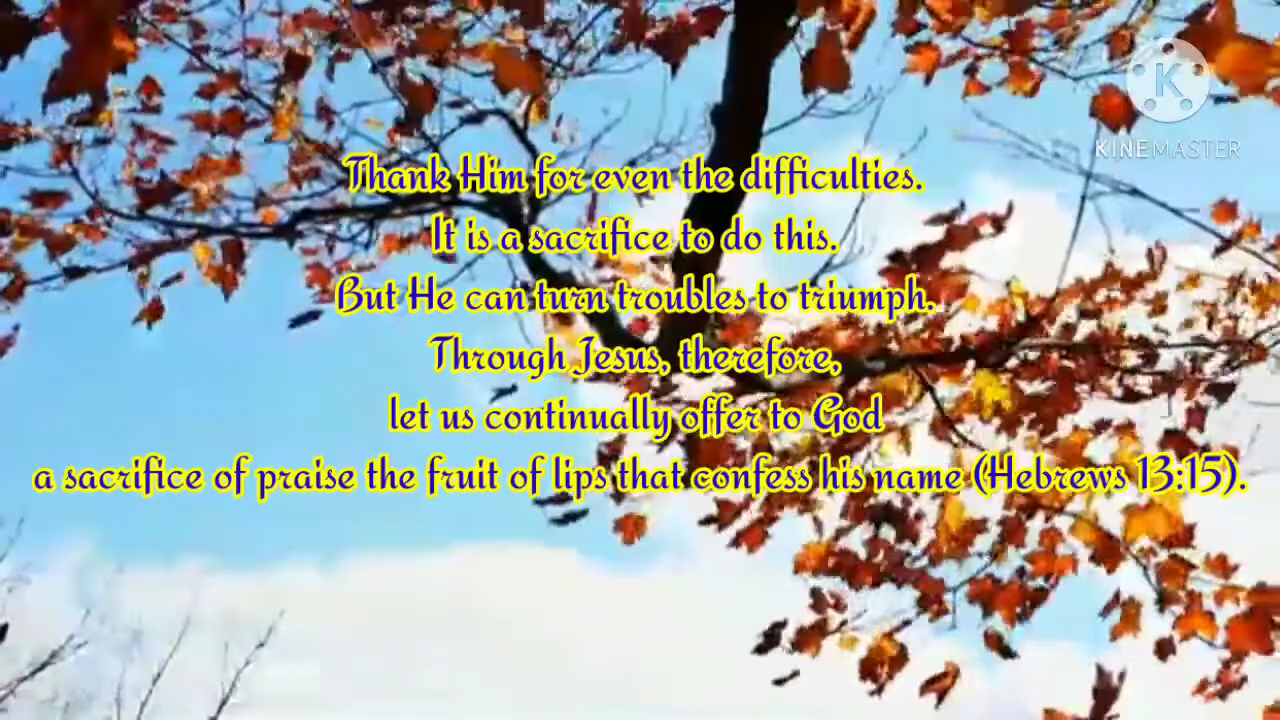 K
KINEMASTER
Thank Him for even the difficulties.
It is a sacrifice to do this.
But He can turn troubles to triumph.
Through Jesus, therefore,
let us continually offer to God
a sacrifice of praise the fruit of lips that confess his name (Hebrews 13:15).